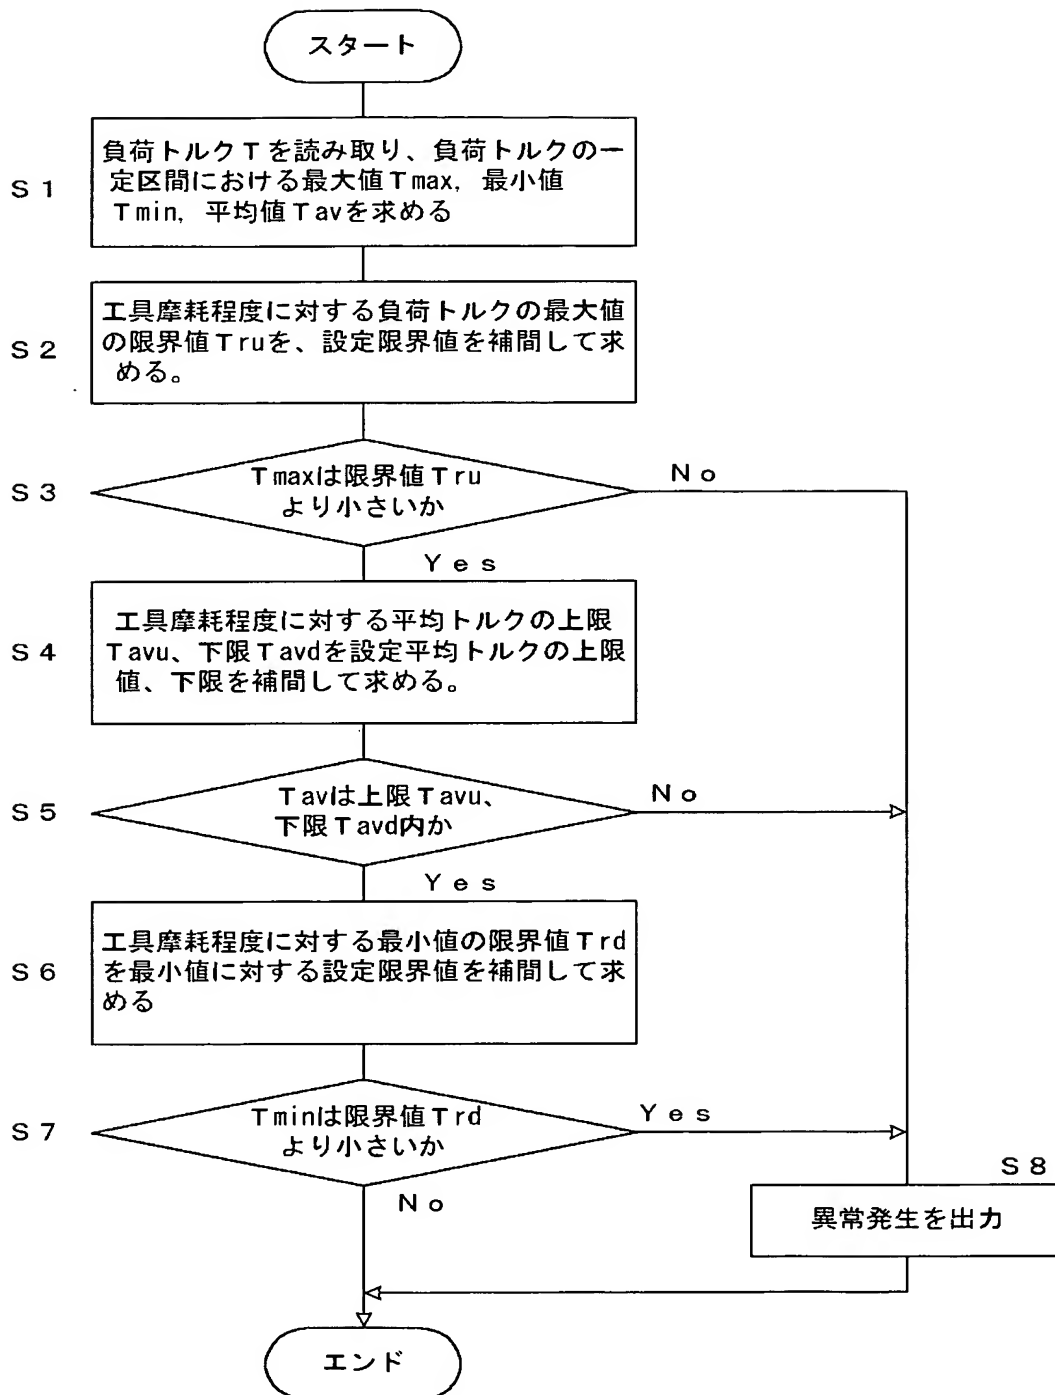 スタート
S1
負荷トルクTを読み取り、負荷トルクの一
定区間における最大値Tmax, 最小値
Tmin, 平均値Tavを求める
S2
工具摩耗程度に対する負荷トルクの最大値
の限界値Truを、設定限界値を補間して求
める。
S3
Tmaxは限界値Tru
より小さいか
No
Yes
S4
工具摩耗程度に対する平均トルクの上限
Tavu、下限Tavdを設定平均トルクの上限
値、下限を補間して求める。
S5
Tavは上限Tavu、
下限Tavd内か
No
Yes
S6
工具摩耗程度に対する最小値の限界値Trd
を最小値に対する設定限界値を補間して求
める
S7
Tminは限界値Trd
より小さいか
Yes
No
S8
異常発生を出力
エンド